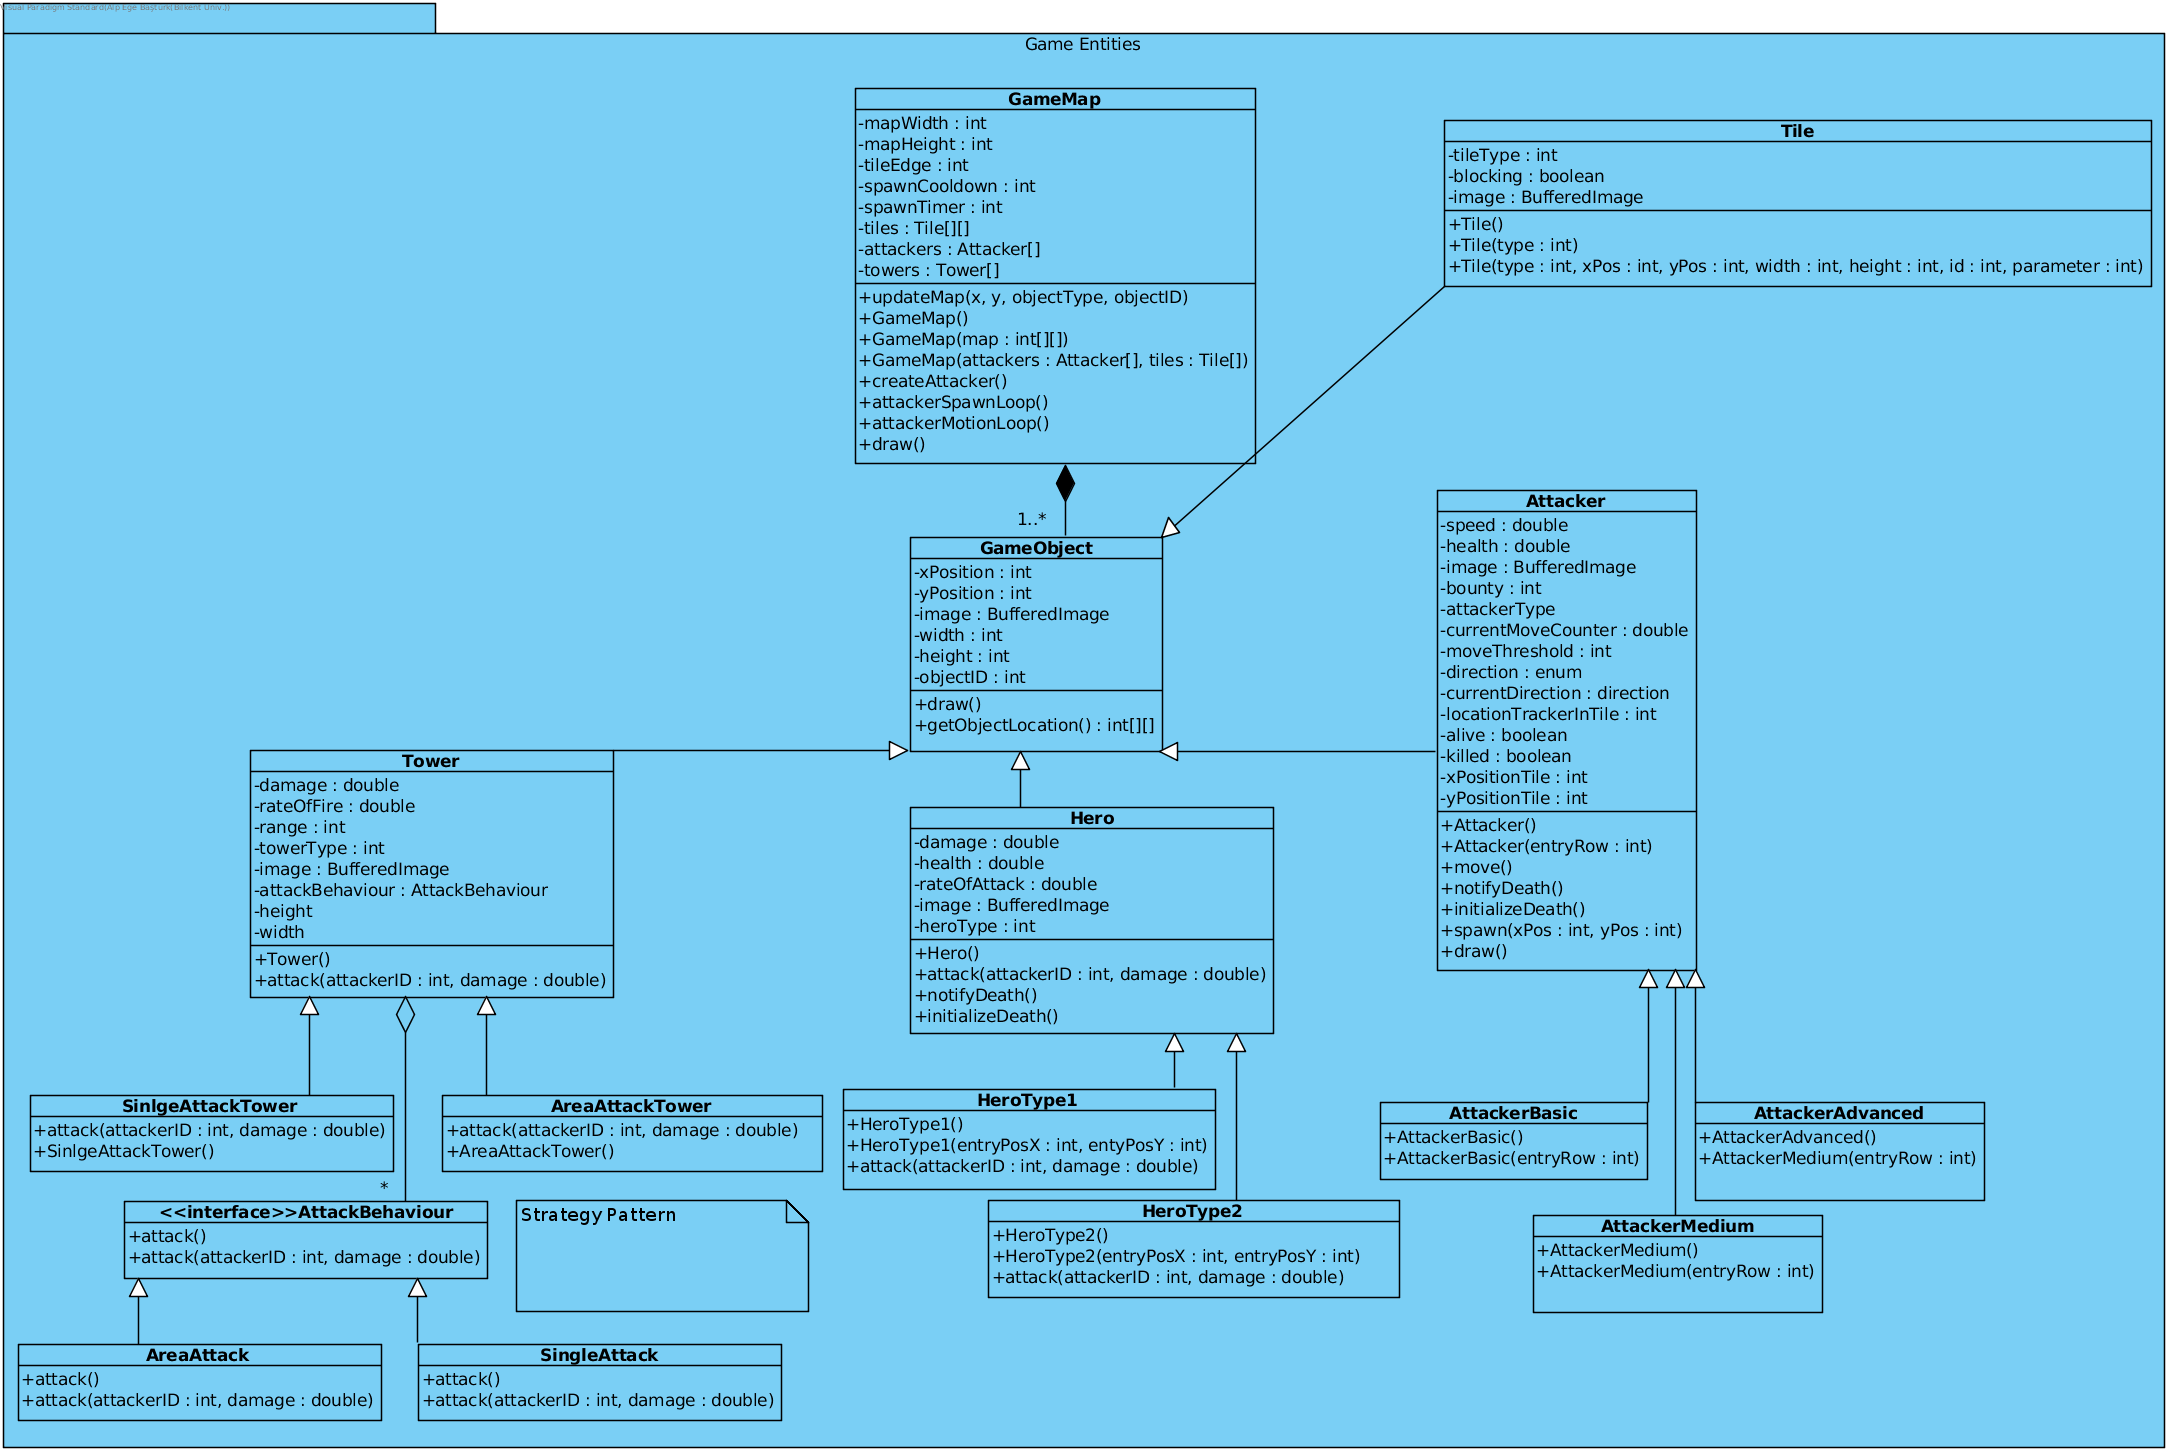 Visual Paradigm Standard(Alp Ege Baştürk(Bilkent Univ.))
Game Entities
GameMap
-mapWidth : int
-mapHeight : int
-tileEdge : int
-spawnCooldown : int
-spawnTimer : int
-tiles : Tile[][]
-attackers : Attacker[]
-towers : Tower[]
+updateMap(x, y, objectType, objectID)
+GameMap()
+GameMap(map : int[][])
+GameMap(attackers : Attacker[], tiles : Tile[])
+createAttacker()
+attackerSpawnLoop()
+attackerMotionLoop()
+draw()
Tile
-tileType : int
-blocking : boolean
-image : BufferedImage
+Tile()
+Tile(type : int)
+Tile(type : int, xPos : int, yPos : int, width : int, height : int, id : int, parameter : int)
1..*
GameObject
-xPosition : int
-yPosition : int
-image : BufferedImage
-width : int
-height : int
-objectID : int
+draw()
+getObjectLocation() : int[][]
Attacker
-speed : double
-health : double
-image : BufferedImage
-bounty : int
-attackerType
-currentMoveCounter : double
-moveThreshold : int
-direction : enum
-currentDirection : direction
-locationTrackerInTile : int
-alive : boolean
-killed : boolean
-xPositionTile : int
-yPositionTile : int
+Attacker()
+Attacker(entryRow : int)
+move()
+notifyDeath()
+initializeDeath()
+spawn(xPos : int, yPos : int)
+draw()
Tower
-damage : double
-rateOfFire : double
-range : int
-towerType : int
-image : BufferedImage
-attackBehaviour : AttackBehaviour
-height
-width
+Tower()
+attack(attackerID : int, damage : double)
Hero
-damage : double
-health : double
-rateOfAttack : double
-image : BufferedImage
-heroType : int
+Hero()
+attack(attackerID : int, damage : double)
+notifyDeath()
+initializeDeath()
SinlgeAttackTower
+attack(attackerID : int, damage : double)
+SinlgeAttackTower()
AreaAttackTower
+attack(attackerID : int, damage : double)
+AreaAttackTower()
HeroType1
+HeroType1()
+HeroType1(entryPosX : int, entyPosY : int)
+attack(attackerID : int, damage : double)
AttackerBasic
+AttackerBasic()
+AttackerBasic(entryRow : int)
AttackerAdvanced
+AttackerAdvanced()
+AttackerMedium(entryRow : int)
*
<<interface>>AttackBehaviour
+attack()
+attack(attackerID : int, damage : double)
Strategy Pattern
HeroType2
+HeroType2()
+HeroType2(entryPosX : int, entryPosY : int)
+attack(attackerID : int, damage : double)
AttackerMedium
+AttackerMedium()
+AttackerMedium(entryRow : int)
AreaAttack
+attack()
+attack(attackerID : int, damage : double)
SingleAttack
+attack()
+attack(attackerID : int, damage : double)